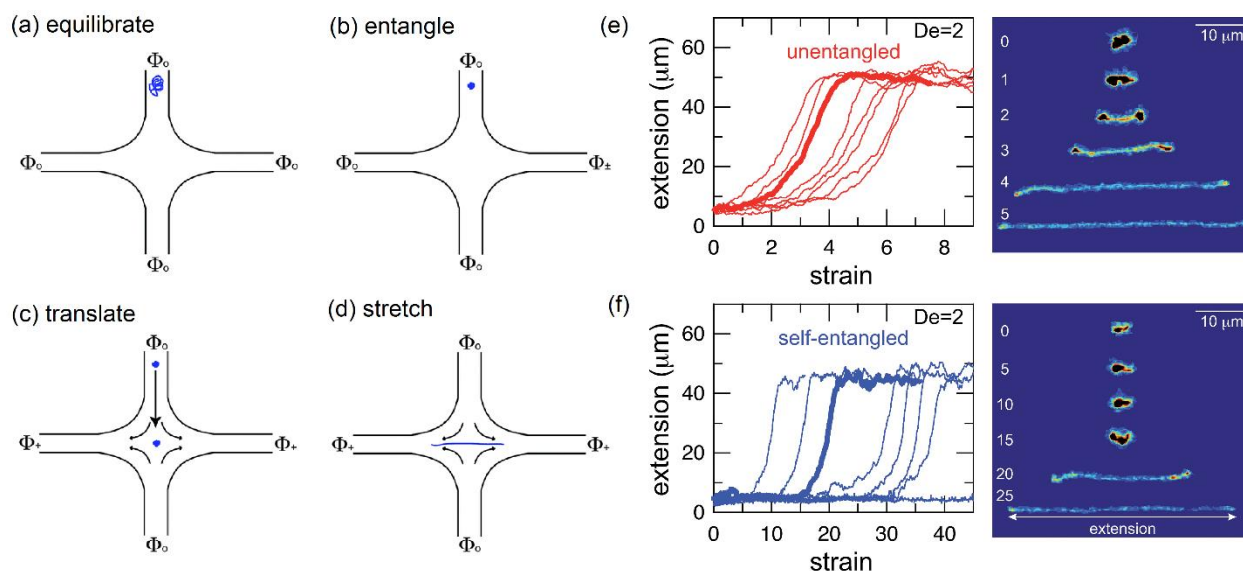 (a) equilibrate
Φₒ
Φₒ
Φₒ
Φₒ
(b) entangle
Φₒ
Φₒ
Φ±
Φₒ
(c) translate
Φₒ
Φ₊
Φ₊
Φₒ
(d) stretch
Φₒ
Φ₊
Φ₊
Φₒ
(e)
De=2
unentangled
extension (μm)
60
40
20
0
0
2
4
6
8
strain
10 μm
0
1
2
3
4
5
(f)
De=2
self-entangled
extension (μm)
60
40
20
0
0
10
20
30
40
strain
10 μm
0
5
10
15
20
25
extension